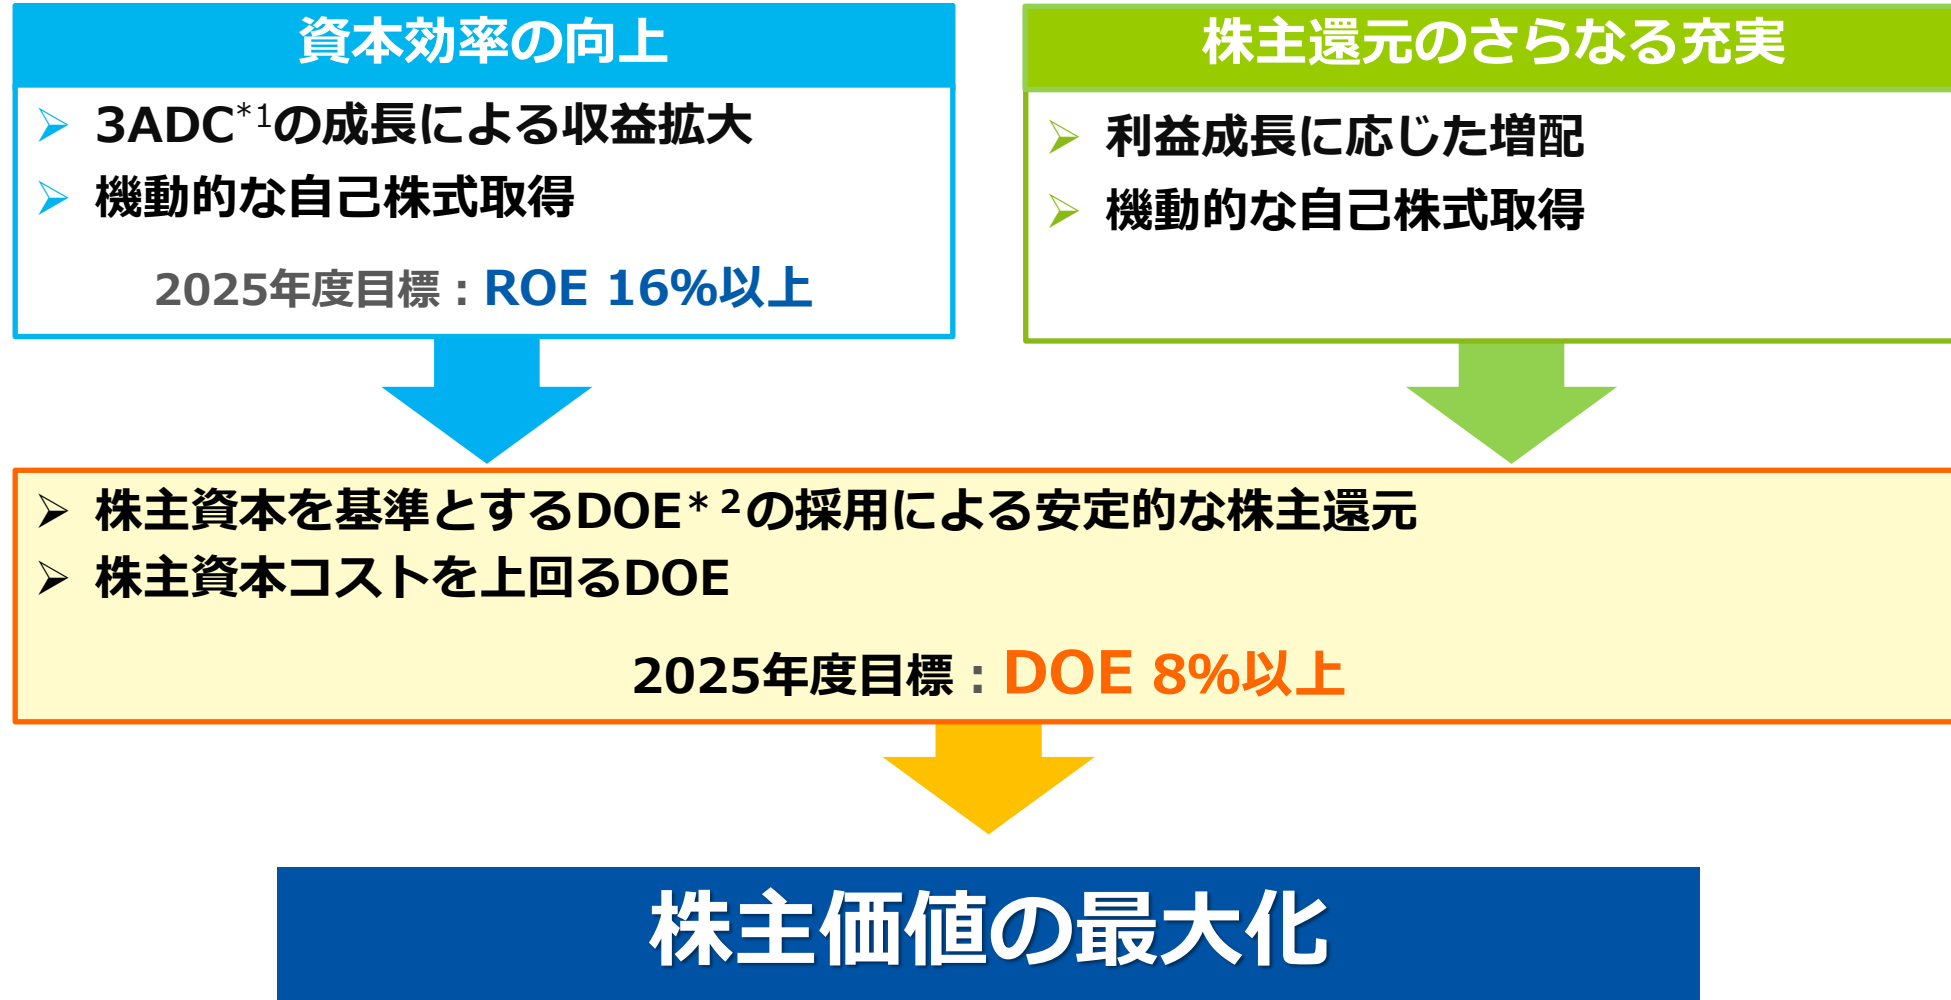 資本効率の向上
3ADC*1の成長による収益拡大
機動的な自己株式取得
2025年度目標：ROE 16%以上
株主還元のさらなる充実
利益成長に応じた増配
機動的な自己株式取得
株主資本を基準とするDOE*2の採用による安定的な株主還元
株主資本コストを上回るDOE
2025年度目標：DOE 8%以上
株主価値の最大化